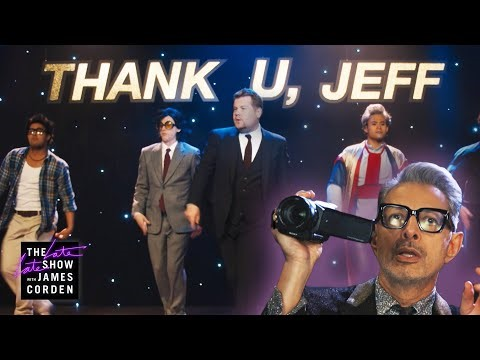 THANK U, JEFF
THE Late
Late SHOW
WITH JAMES
CORDEN